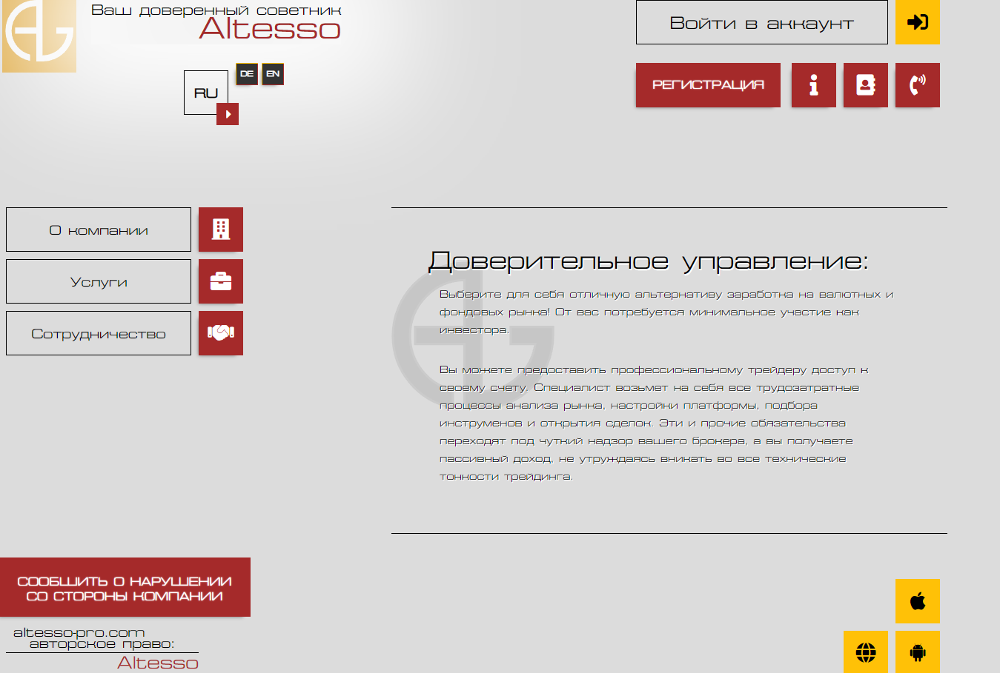 Ваш доверенный советник
Altesso
Войти в аккаунт
DE
EN
RU
РЕГИСТРАЦИЯ
О компании
Услуги
Сотрудничество
Доверительное управление:
Выберите для себя отличную альтернативу заработка на валютных и
фондовых рынка! От вас потребуется минимальное участие как
инвестора.
Вы можете предоставить профессиональному трейдеру доступ к
своему счету. Специалист возьмет на себя все трудозатратные
процессы анализа рынка, настройки платформы, подбора
инструменов и открытия сделок. Эти и прочие обязательства
переходят под чуткий надзор вашего брокера, а вы получаете
пассивный доход, не утруждаясь вникать во все технические
тонкости трейдинга.
СООБШИТЬ О НАРУШЕНИИ
СО СТОРОНЫ КОМПАНИИ
altesso-pro.com
авторское право:
Altesso